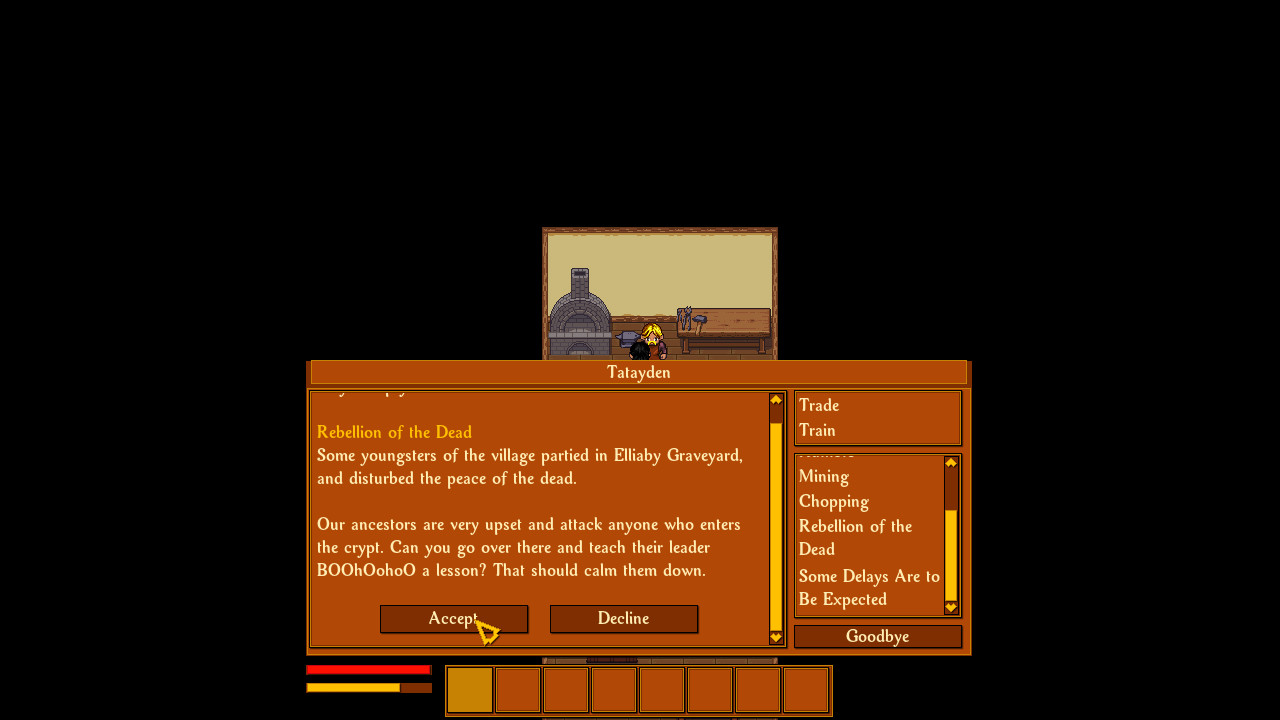 Tatayden
Rebellion of the Dead
Some youngsters of the village partied in Elliaby Graveyard,
and disturbed the peace of the dead.
Our ancestors are very upset and attack anyone who enters
the crypt. Can you go over there and teach their leader
BOOhOohoO a lesson? That should calm them down.
Accept
Decline
Trade
Train
Mining
Chopping
Rebellion of the
Dead
Some Delays Are to
Be Expected
Goodbye